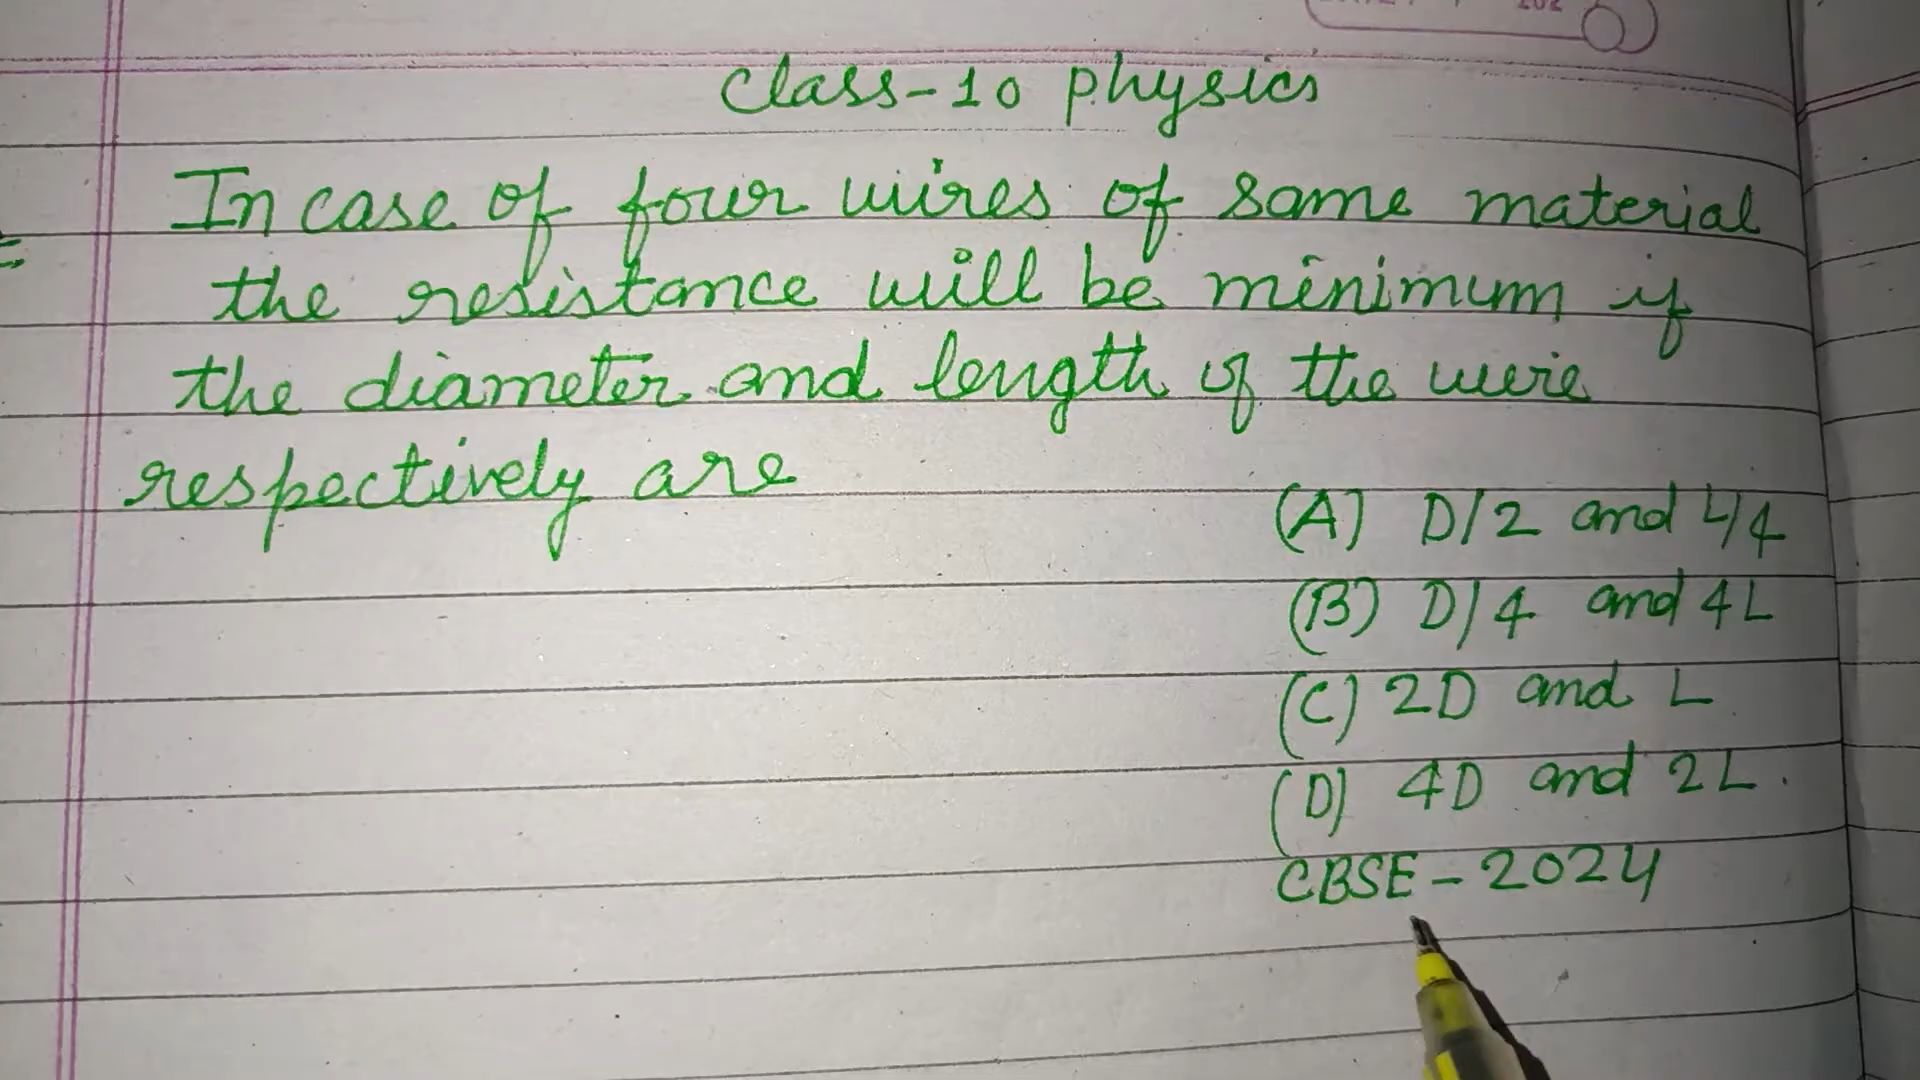 Class-10 physics
In case of four wires of same material
the resistance will be minimum if
the diameter and length of the wire
respectively are
(A) D/2 and L/4
(B) D/4 and 4L
(C) 2D and L
(D) 4D and 2L.
CBSE-2024